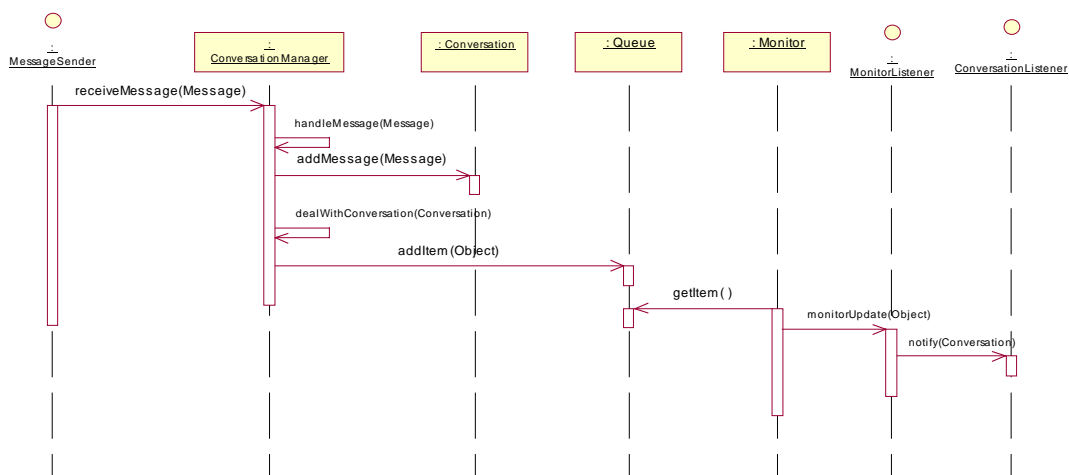 :
MessageSender
:
ConversationManager
: Conversation
: Queue
: Monitor
:
MonitorListener
:
ConversationListener
receiveMessage(Message)
handleMessage(Message)
addMessage(Message)
dealWithConversation(Conversation)
addItem(Object)
getItem( )
monitorUpdate(Object)
notify(Conversation)